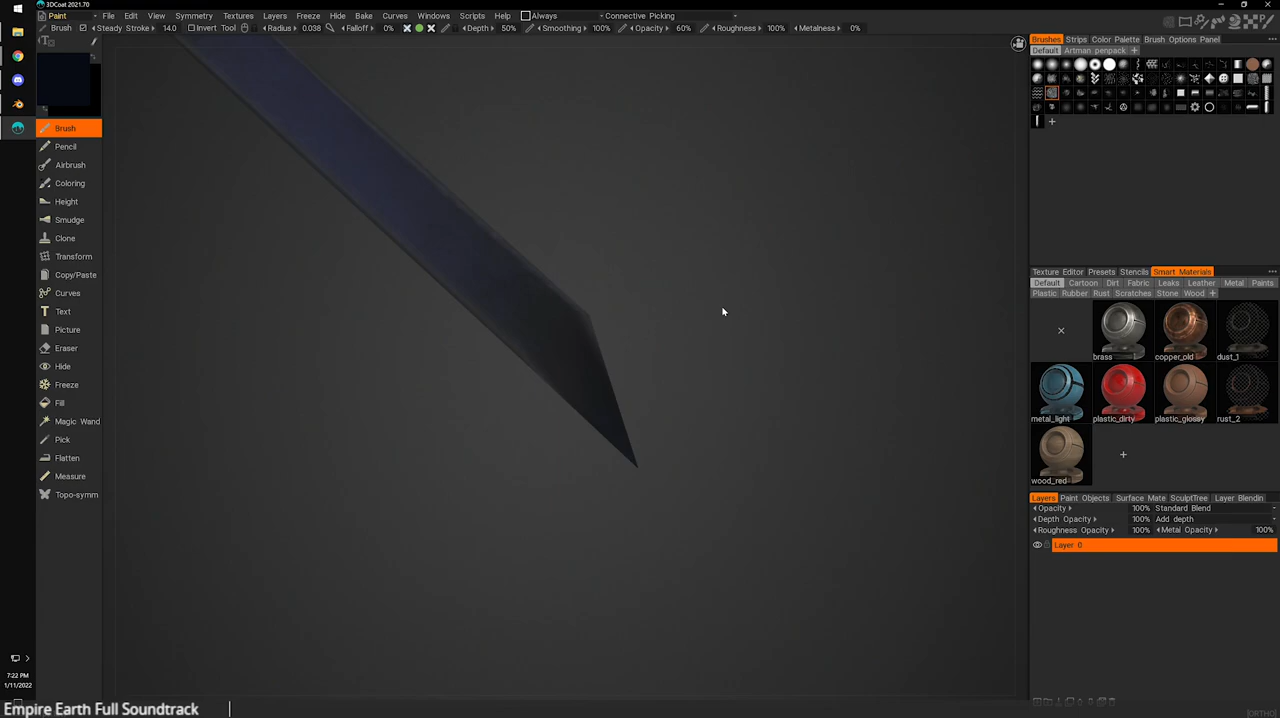 3DCoat 2021.70
Paint File Edit View Symmetry Textures Layers Freeze Hide Bake Curves Windows Scripts Help Always Connective Picking
Brush Steady Stroke 14.0 Invert Tool Radius 0.038 Falloff 0% Depth 50% Smoothing 100% Opacity 60% Roughness 100% Metalness 0%
Brushes Strips Color Palette Brush Options Panel
Default Artman penpack
Brush
Pencil
Airbrush
Coloring
Height
Smudge
Clone
Transform
Copy/Paste
Curves
Text
Picture
Eraser
Hide
Freeze
Fill
Magic Wand
Pick
Flatten
Measure
Topo-symm
Texture Editor Presets Stencils Smart Materials
Default Cartoon Dirt Fabric Leaks Leather Metal Paints
Plastic Rubber Rust Scratches Stone Wood
brass copper_old dust_1
metal_light plastic_dirty plastic_glossy rust_2
wood_red
Layers Paint Objects Surface Mate SculptTree Layer Blendin
Opacity 100% Standard Blend
Depth Opacity 100% Add depth
Roughness Opacity 100% Metal Opacity 100%
Layer 0
7:22 PM
1/11/2022
Empire Earth Full Soundtrack
[ORTHO]